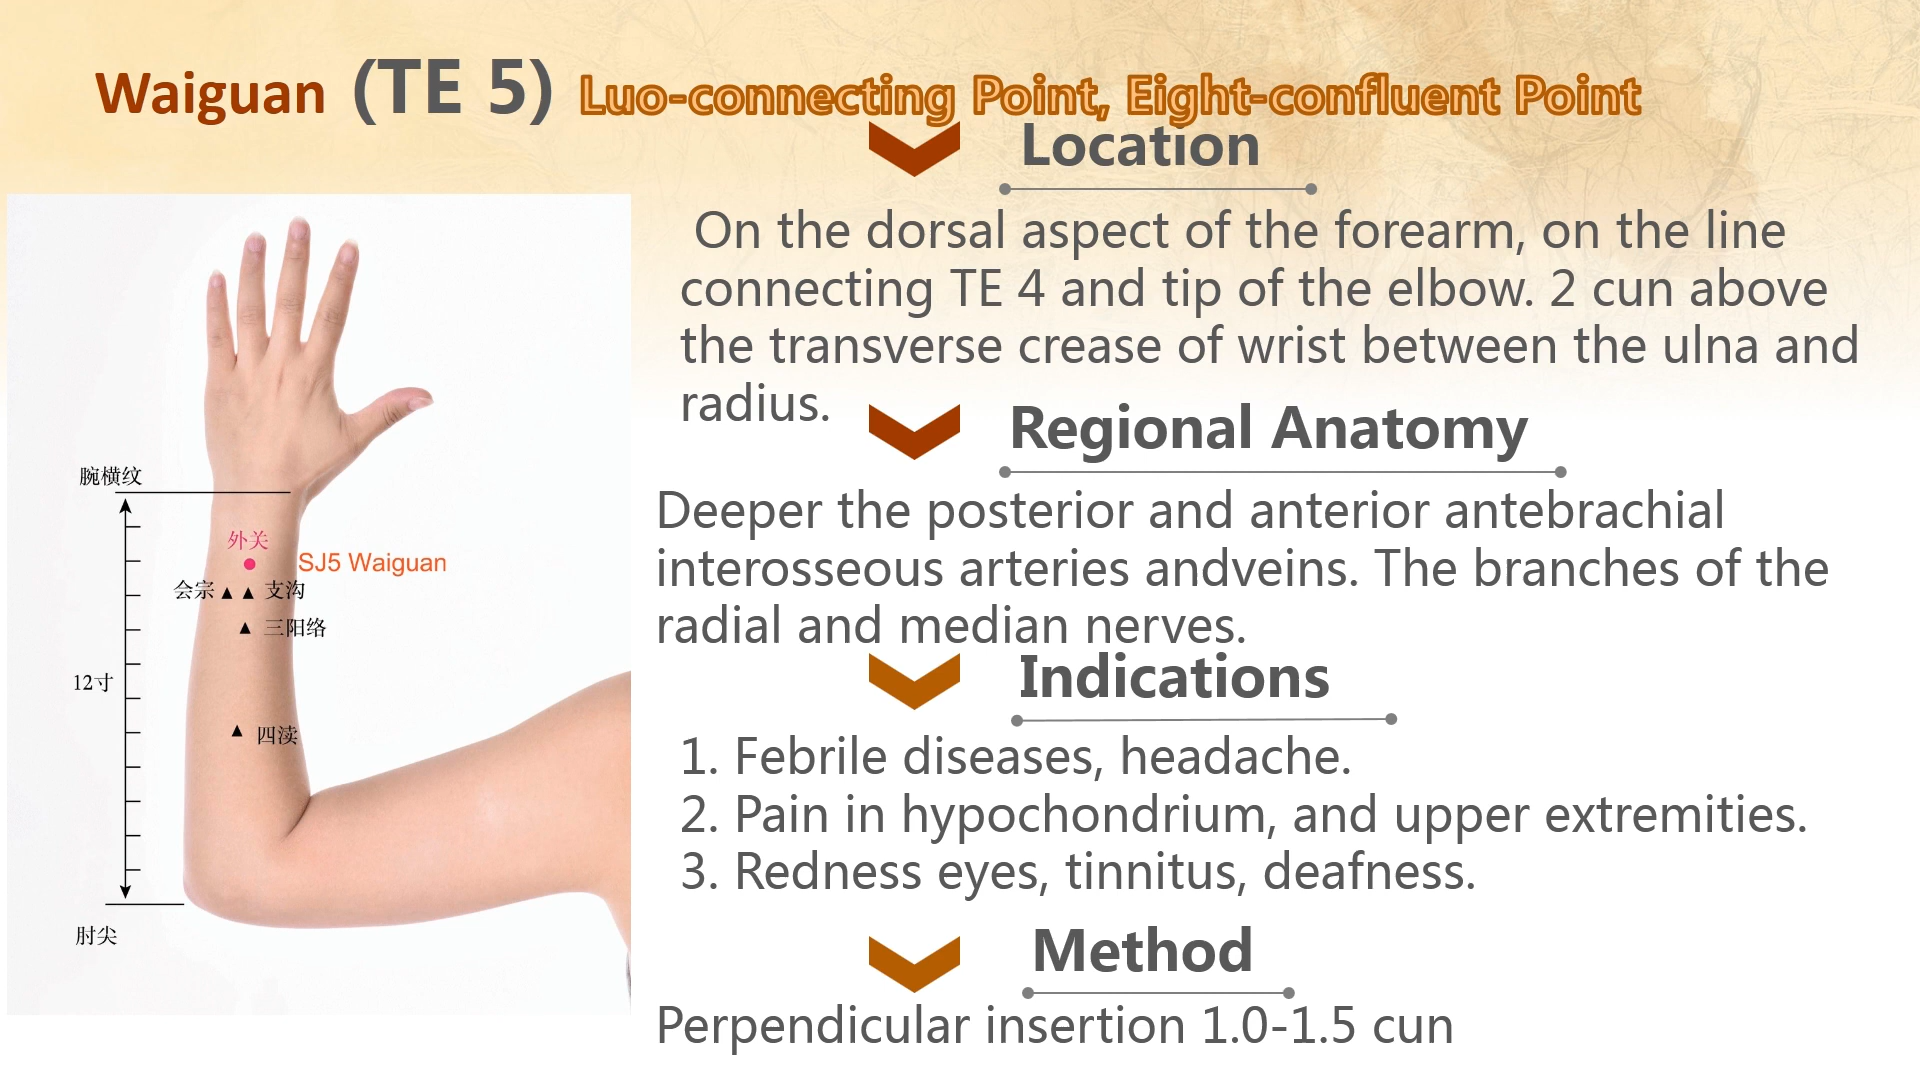 Waiguan (TE 5) Luo-connecting Point, Eight-confluent Point
Location
On the dorsal aspect of the forearm, on the line
connecting TE 4 and tip of the elbow. 2 cun above
the transverse crease of wrist between the ulna and
radius.
Regional Anatomy
Deeper the posterior and anterior antebrachial
interosseous arteries andveins. The branches of the
radial and median nerves.
Indications
1. Febrile diseases, headache.
2. Pain in hypochondrium, and upper extremities.
3. Redness eyes, tinnitus, deafness.
Method
Perpendicular insertion 1.0-1.5 cun
腕横纹
外关
SJ5 Waiguan
会宗 支沟
三阳络
12寸
四渎
肘尖